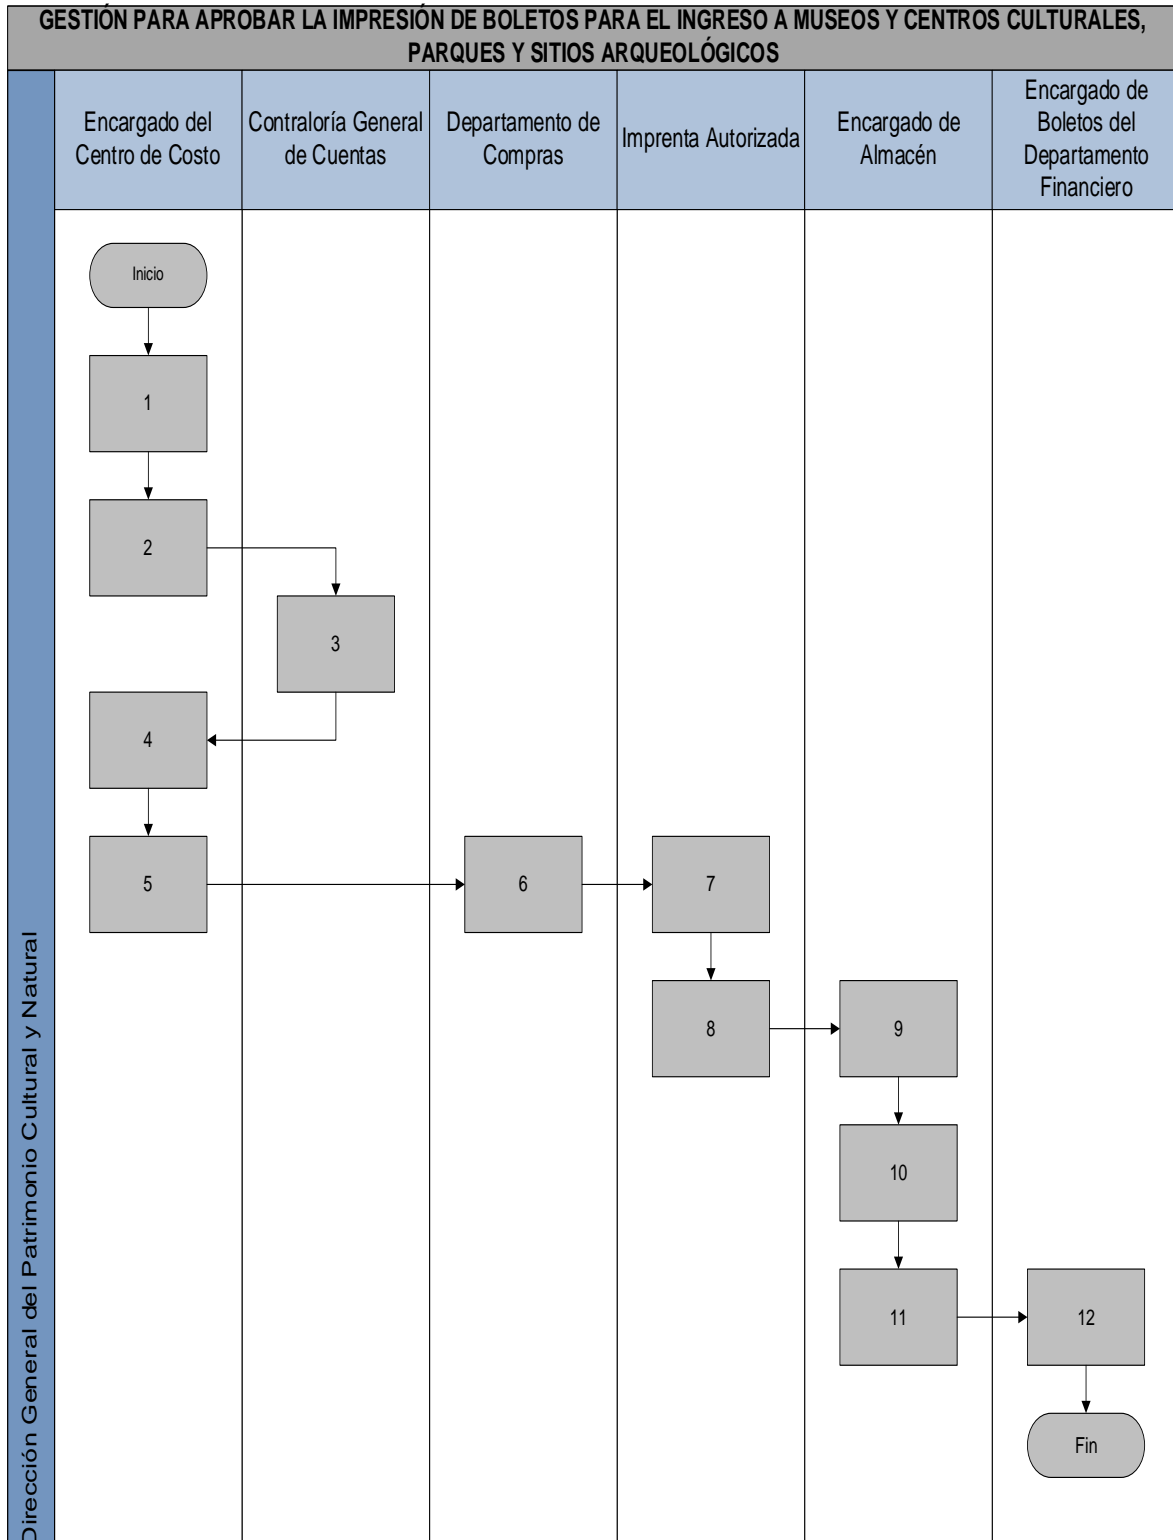 GESTIÓN PARA APROBAR LA IMPRESIÓN DE BOLETOS PARA EL INGRESO A MUSEOS Y CENTROS CULTURALES,
PARQUES Y SITIOS ARQUEOLÓGICOS
Encargado del
Centro de Costo
Contraloría General
de Cuentas
Departamento de
Compras
Imprenta Autorizada
Encargado de
Almacén
Encargado de
Boletos del
Departamento
Financiero
Dirección General del Patrimonio Cultural y Natural
Inicio
1
2
3
4
5
6
7
8
9
10
11
12
Fin